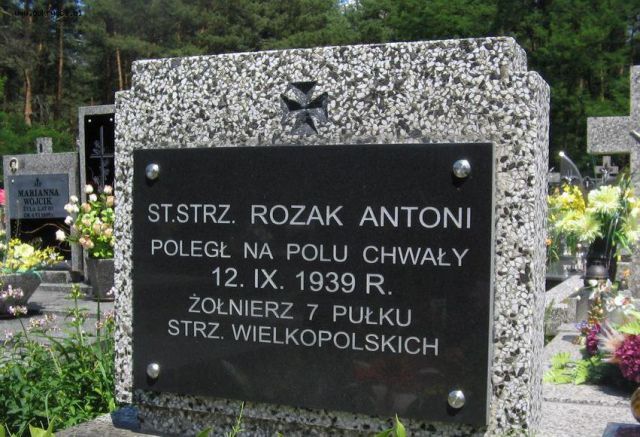 ST.STRZ. ROZAK ANTONI
POLEGŁ NA POLU CHWAŁY
12. IX. 1939 R.
ŻOŁNIERZ 7 PUŁKU
STRZ. WIELKOPOLSKICH
MARIANNA
WÓJCIK